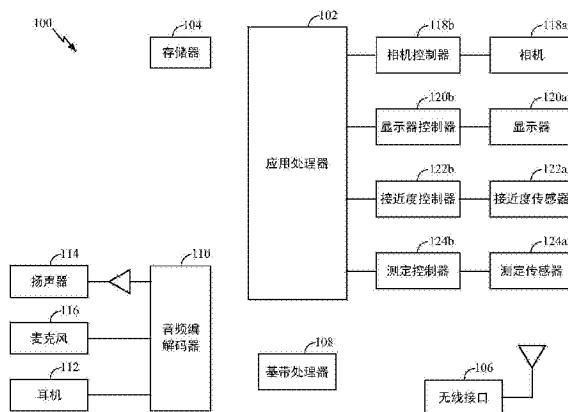 100
104
存储器
102
应用处理器
118b
相机控制器
118a
相机
120b
显示器控制器
120a
显示器
122b
接近度控制器
122a
接近度传感器
124b
测定控制器
124a
测定传感器
114
扬声器
110
音频编
解码器
116
麦克风
112
耳机
108
基带处理器
106
无线接口